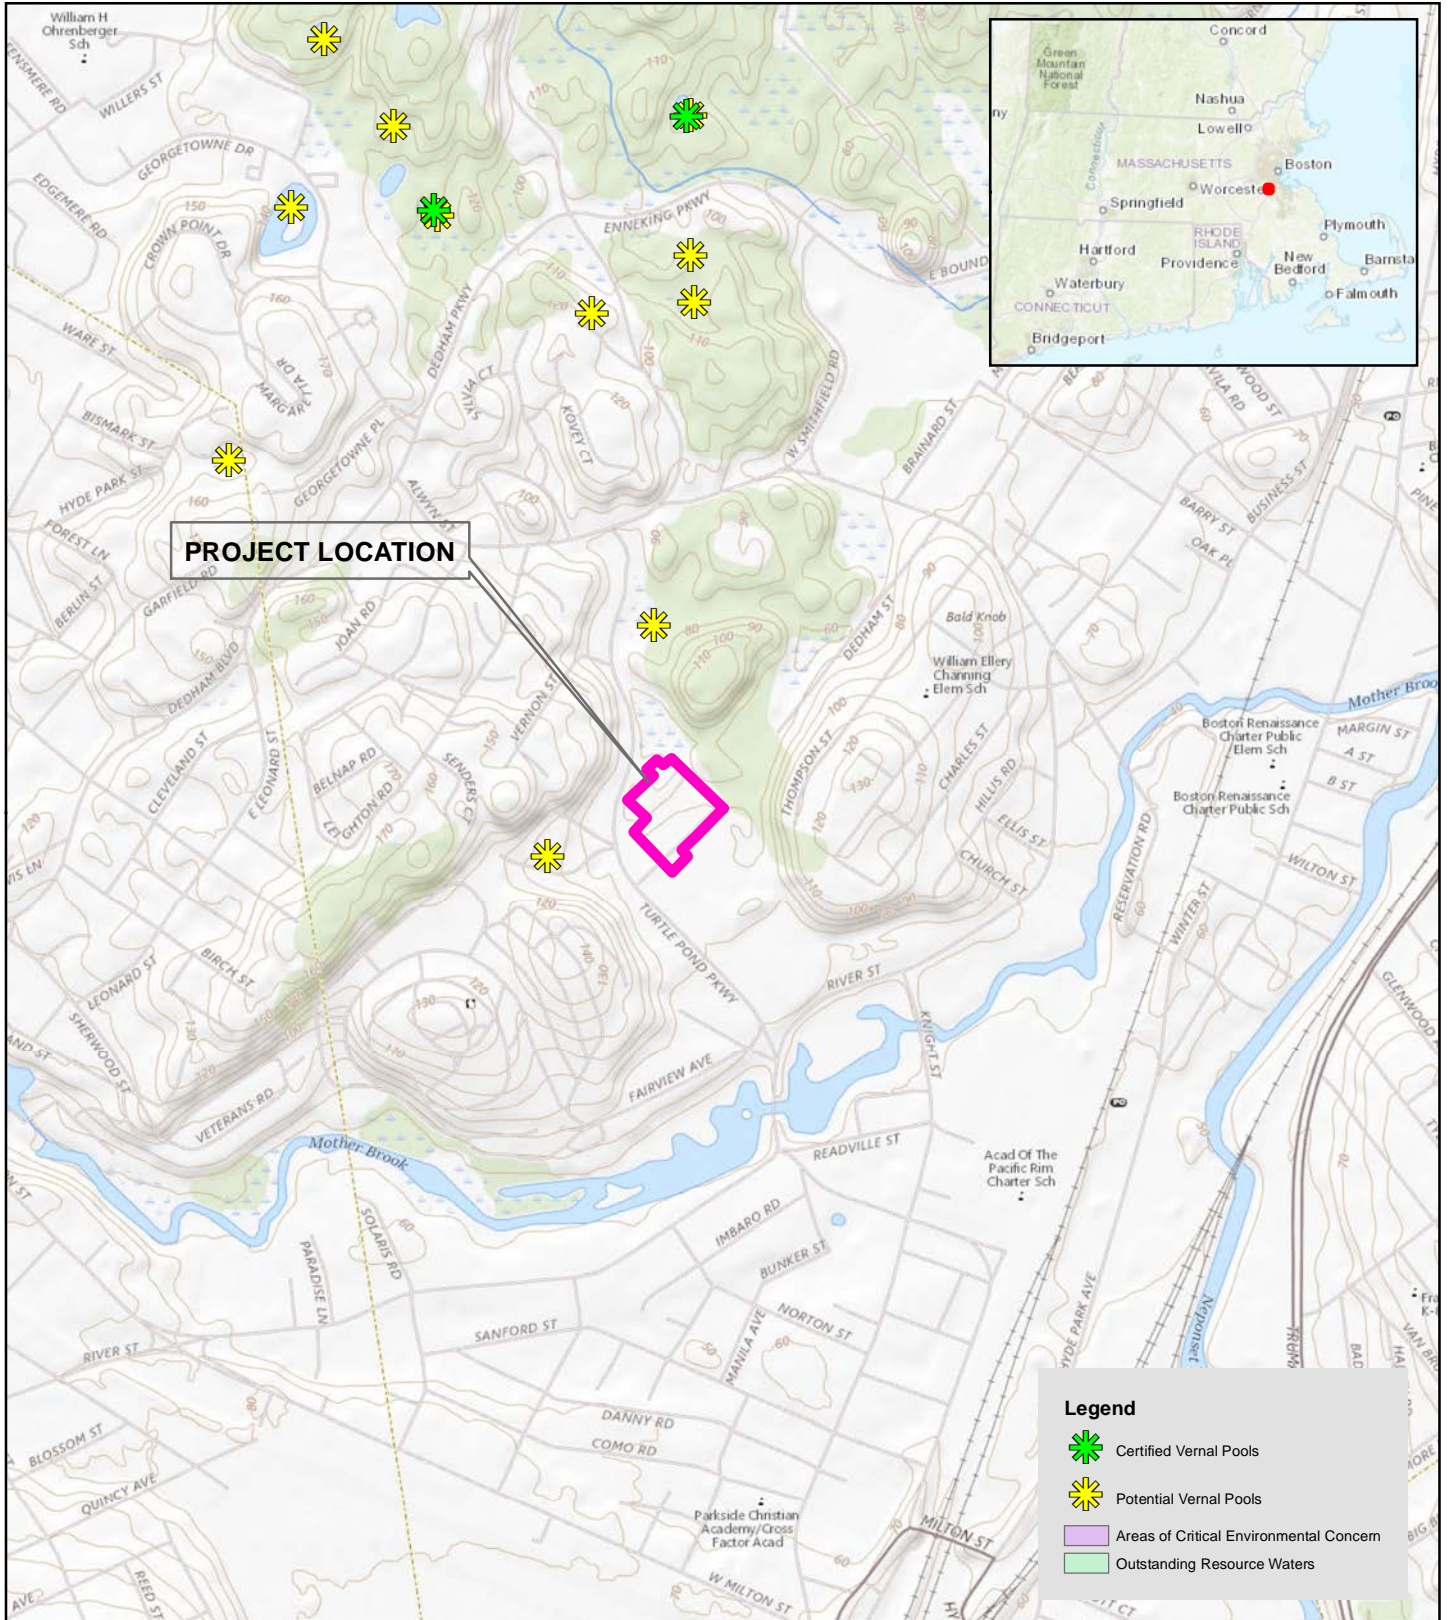 William H
Ohrenberger
Sch
WILLERS ST
GEORGETOWNE DR
EDGEMERE RD
CROWN POINT DR
WARE ST
BISMARK ST
HYDE PARK ST
FOREST LN
BERLIN ST
GARFIELD RD
GEORGETOWNE PL
DEDHAM PKWY
SYLVIA CT
KOVEY CT
ALWYN ST
ENNEKING PKWY
E BOUND
W SMITHFIELD RD
BRAINARD ST
BARRY ST
BUSINESS ST
OAK PL
Concord
Green
Mountain
National
Forest
Nashua
ny
Lowell
MASSACHUSETTS
Boston
Connecticut
Worceste
Springfield
Plymouth
RHODE
ISLAND
Hartford
Providence
New
Bedford
Barnsta
Waterbury
Falmouth
CONNECTICUT
Bridgeport
PROJECT LOCATION
JOAN RD
DEDHAM BLVD
VERNON ST
CLEVELAND ST
E LEONARD ST
BELNAP RD
LEIGHTON RD
SENDERS CT
DEDHAM ST
Bald Knob
William Ellery
Channing
Elem Sch
THOMPSON ST
CHARLES ST
HILLIS RD
ELLIS ST
CHURCH ST
Mother Broo
Boston Renaissance
Charter Public
Elem Sch
MARGIN ST
A ST
B ST
Boston Renaissance
Charter Public Sch
WILTON ST
RESERVATION RD
WINTER ST
BIRCH ST
LEONARD ST
SHERWOOD ST
TURTLE POND PKWY
RIVER ST
KNIGHT ST
GLENWOOD A
FAIRVIEW AVE
VETERANS RD
Mother Brook
READVILLE ST
Acad Of The
Pacific Rim
Charter Sch
IMBARO RD
BUNKER ST
SOLARIS RD
PARADISE LN
SANFORD ST
MANILA AVE
NORTON ST
HYDE PARK AVE
Neponset
RIVER ST
DANNY RD
COMO RD
BLOSSOM ST
QUINCY AVE
Parkside Christian
Academy/Cross
Factor Acad
MILTON ST
W MILTON ST
REED ST
AVE
Legend
Certified Vernal Pools
Potential Vernal Pools
Areas of Critical Environmental Concern
Outstanding Resource Waters